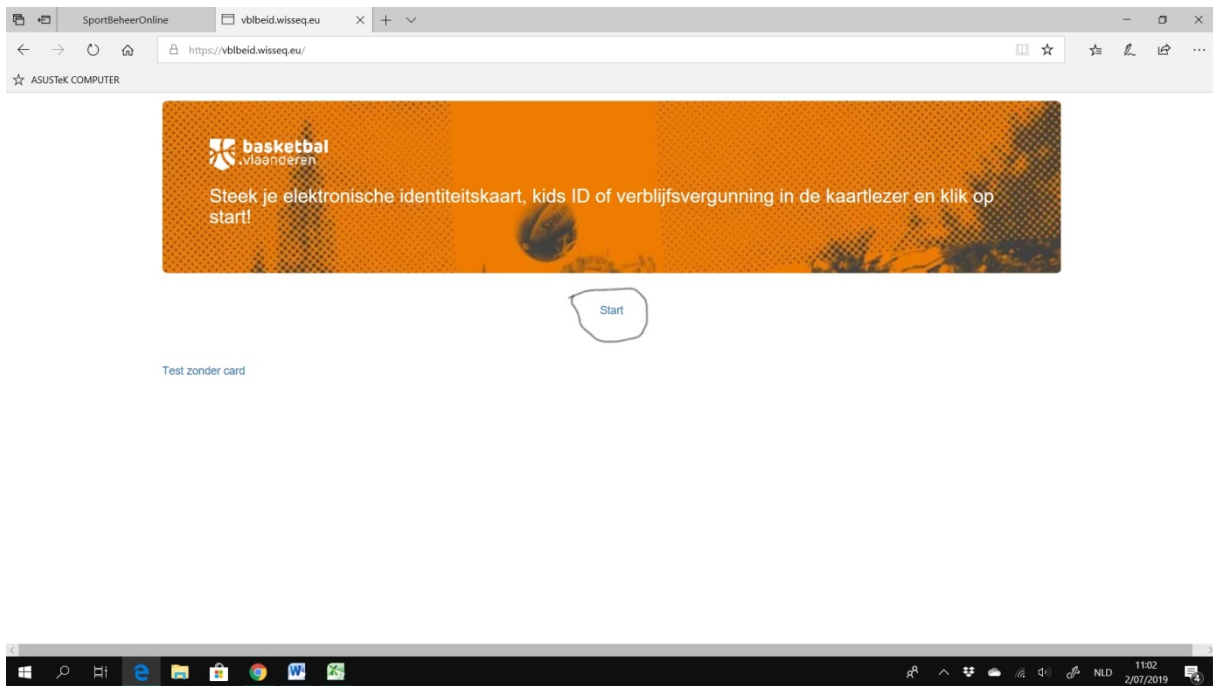 SportBeheerOnline
vblbeid.wisseq.eu
https://vblbeid.wisseq.eu/
ASUSTeK COMPUTER
basketbal
.vlaanderen
Steek je elektronische identiteitskaart, kids ID of verblijfsvergunning in de kaartlezer en klik op
start!
Start
Test zonder card
NLD
11:02
2/07/2019
4